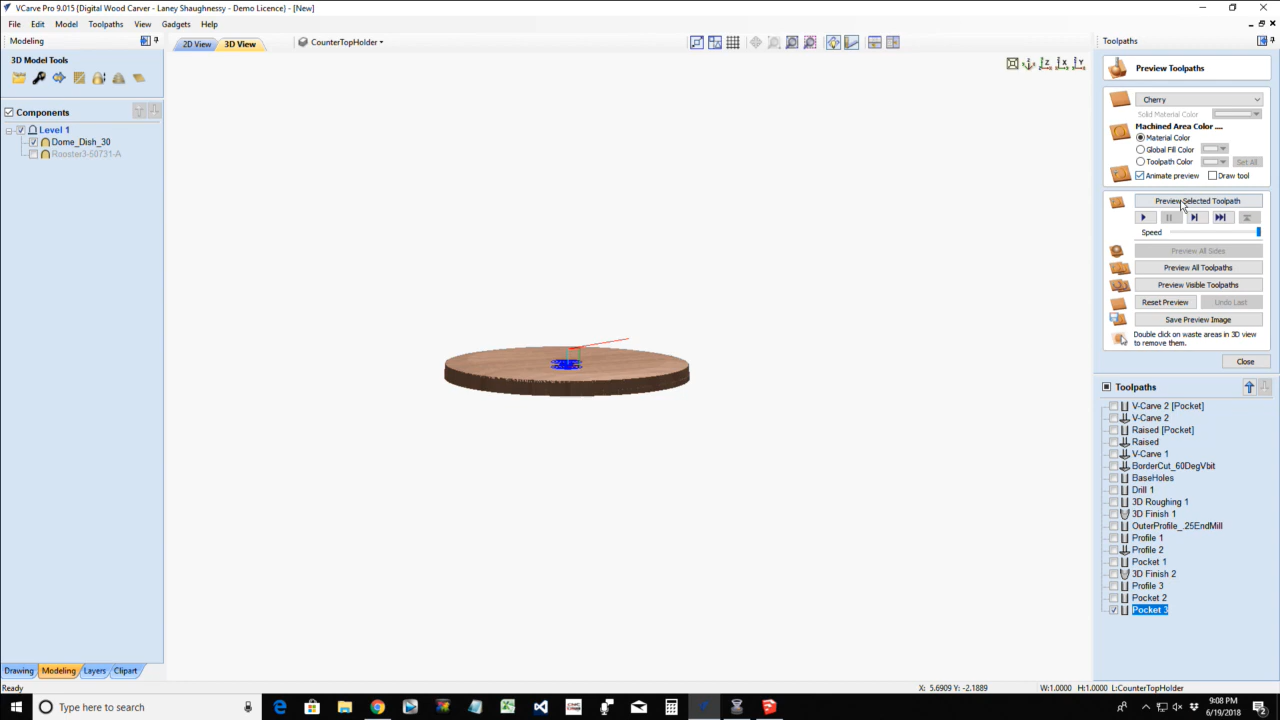 VCarve Pro 9.015 [Digital Wood Carver - Laney Shaughnessy - Demo Licence] - [New]
File Edit Model Toolpaths View Gadgets Help
Modeling
2D View 3D View CounterTopHolder
Toolpaths
3D Model Tools
Components
Level 1
Dome_Dish_30
Rooster3-50731-A
Preview Toolpaths
Cherry
Solid Material Color
Machined Area Color ....
Material Color
Global Fill Color
Toolpath Color Set All
Animate preview Draw tool
Preview Selected Toolpath
Speed
Preview All Sides
Preview All Toolpaths
Preview Visible Toolpaths
Reset Preview Undo Last
Save Preview Image
Double click on waste areas in 3D view
to remove them.
Close
Toolpaths
V-Carve 2 [Pocket]
V-Carve 2
Raised [Pocket]
Raised
V-Carve 1
BorderCut_60DegVbit
BaseHoles
Drill 1
3D Roughing 1
3D Finish 1
OuterProfile_.25EndMill
Profile 1
Profile 2
Pocket 1
3D Finish 2
Profile 3
Pocket 2
Pocket 3
Drawing Modeling Layers Clipart
Ready
X: 5.6909 Y: -2.1889 W:1.0000 H:1.0000 L:CounterTopHolder
Type here to search
9:08 PM
6/19/2018